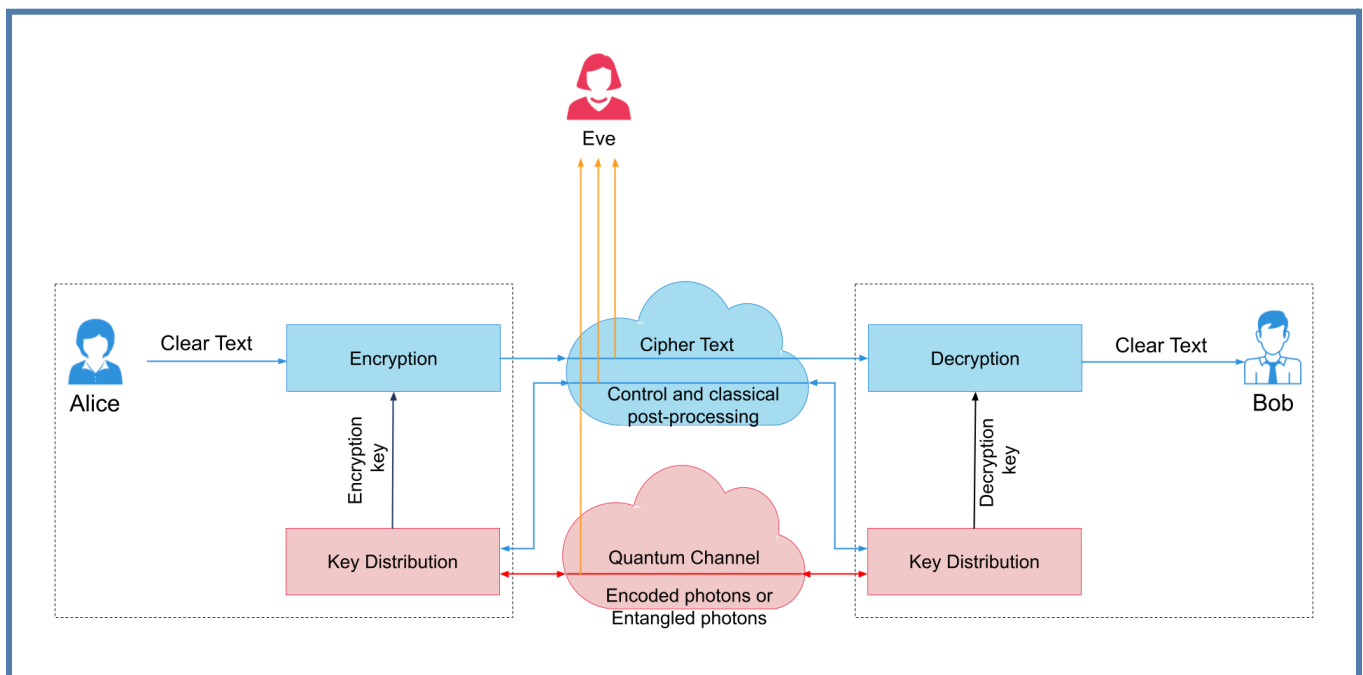 Eve
Clear Text
Encryption
Cipher Text
Decryption
Clear Text
Alice
Control and classical
post-processing
Bob
Encryption
key
Decryption
key
Key Distribution
Quantum Channel
Key Distribution
Encoded photons or
Entangled photons